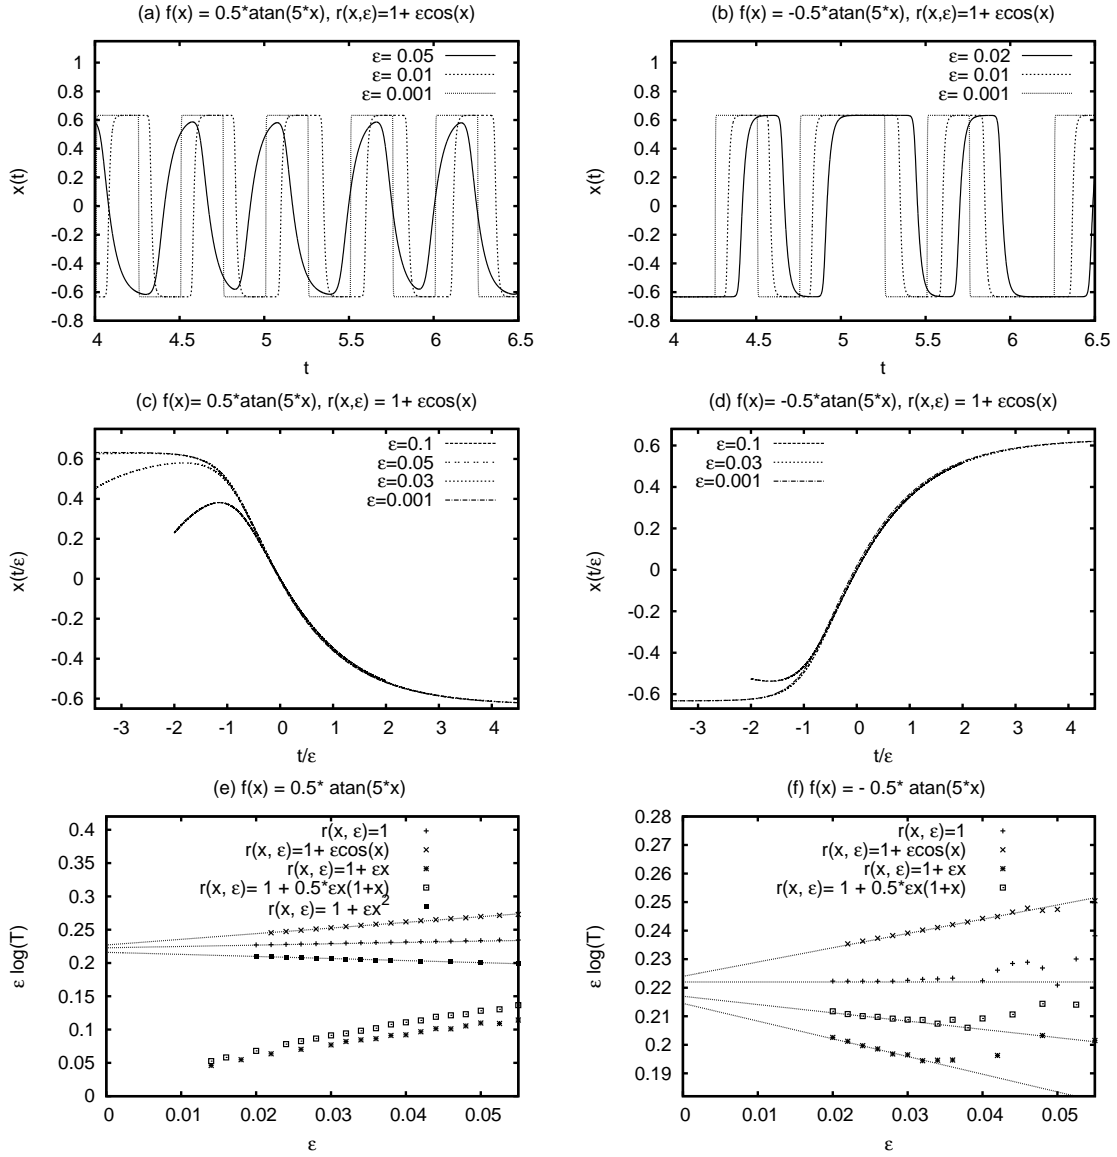 (a) f(x) = 0.5*atan(5*x), r(x,ε)=1+ εcos(x)
1
0.8
0.6
0.4
0.2
0
-0.2
-0.4
-0.6
-0.8
x(t)
ε= 0.05
ε= 0.01
ε= 0.001
4 4.5 5 5.5 6 6.5
t
(b) f(x) = -0.5*atan(5*x), r(x,ε)=1+ εcos(x)
1
0.8
0.6
0.4
0.2
0
-0.2
-0.4
-0.6
-0.8
x(t)
ε= 0.02
ε= 0.01
ε= 0.001
4 4.5 5 5.5 6 6.5
t
(c) f(x)= 0.5*atan(5*x), r(x,ε) = 1+ εcos(x)
0.6
0.4
0.2
0
-0.2
-0.4
-0.6
x(t/ε)
ε=0.1
ε=0.05
ε=0.03
ε=0.001
-3 -2 -1 0 1 2 3 4
t/ε
(d) f(x)= -0.5*atan(5*x), r(x,ε) = 1+ εcos(x)
0.6
0.4
0.2
0
-0.2
-0.4
-0.6
x(t/ε)
ε=0.1
ε=0.03
ε=0.001
-3 -2 -1 0 1 2 3 4
t/ε
(e) f(x) = 0.5* atan(5*x)
0.4
0.35
0.3
0.25
0.2
0.15
0.1
0.05
0
ε log(T)
r(x, ε)=1
r(x, ε)=1+ εcos(x)
r(x, ε)=1+ εx
r(x, ε)= 1 + 0.5*εx(1+x)
r(x, ε)= 1 + εx²
0 0.01 0.02 0.03 0.04 0.05
ε
(f) f(x) = - 0.5* atan(5*x)
0.28
0.27
0.26
0.25
0.24
0.23
0.22
0.21
0.2
0.19
ε log(T)
r(x, ε)=1
r(x, ε)=1+ εcos(x)
r(x, ε)=1+ εx
r(x, ε)= 1 + 0.5*εx(1+x)
0 0.01 0.02 0.03 0.04 0.05
ε